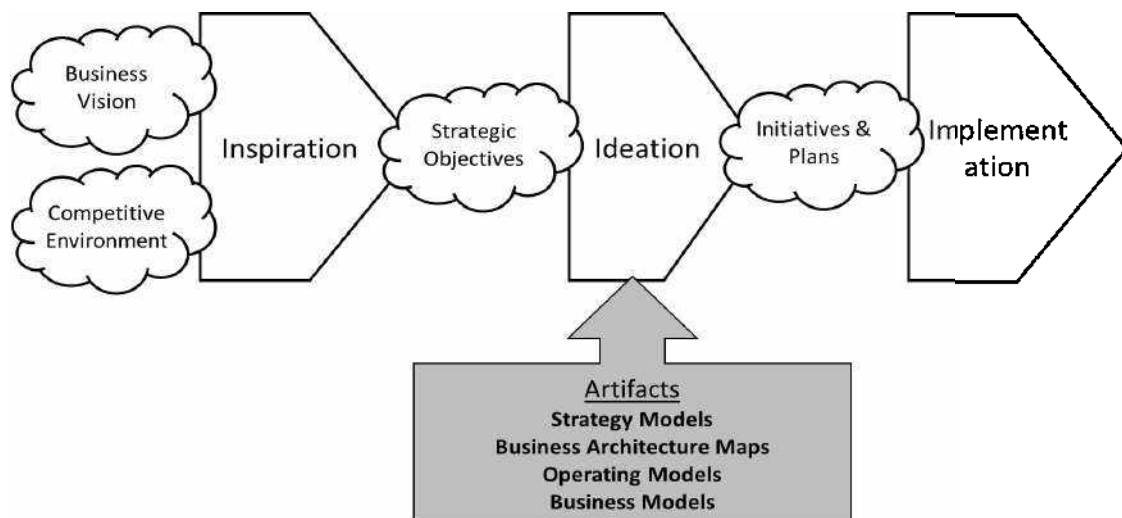 Business
Vision
Competitive
Environment
Inspiration
Strategic
Objectives
Ideation
Initiatives &
Plans
Implement
ation
Artifacts
Strategy Models
Business Architecture Maps
Operating Models
Business Models